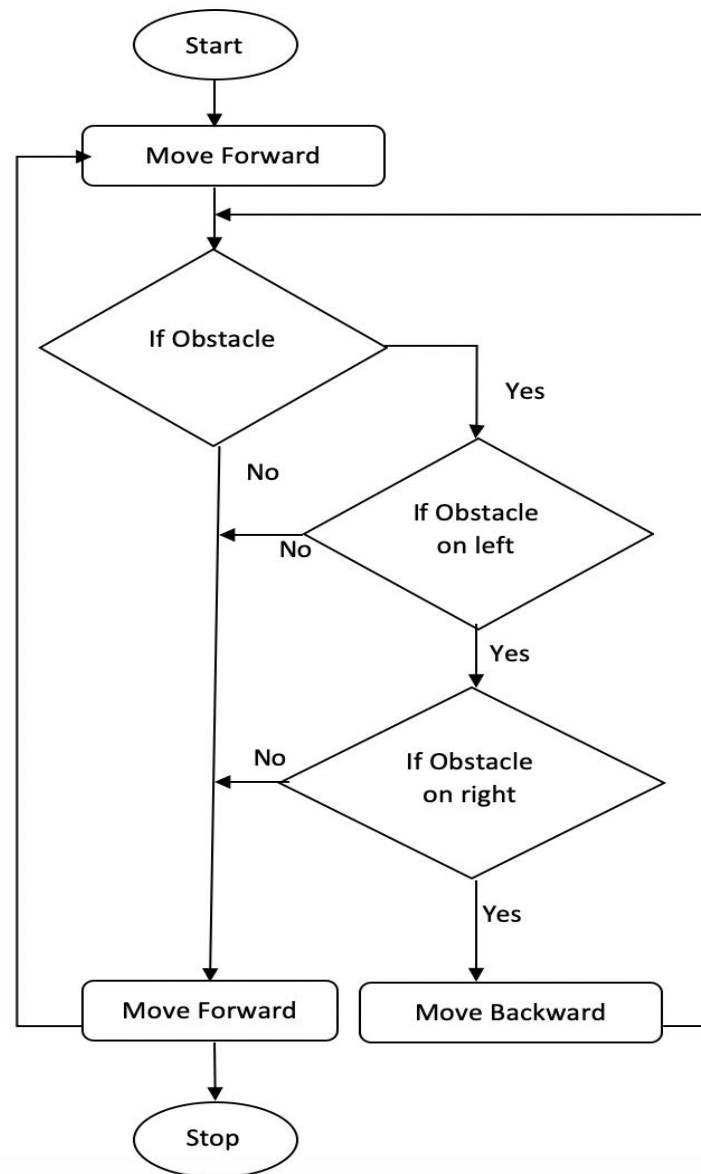 Start
Move Forward
If Obstacle
Yes
No
If Obstacle
on left
No
Yes
No
If Obstacle
on right
Yes
Move Forward
Move Backward
Stop